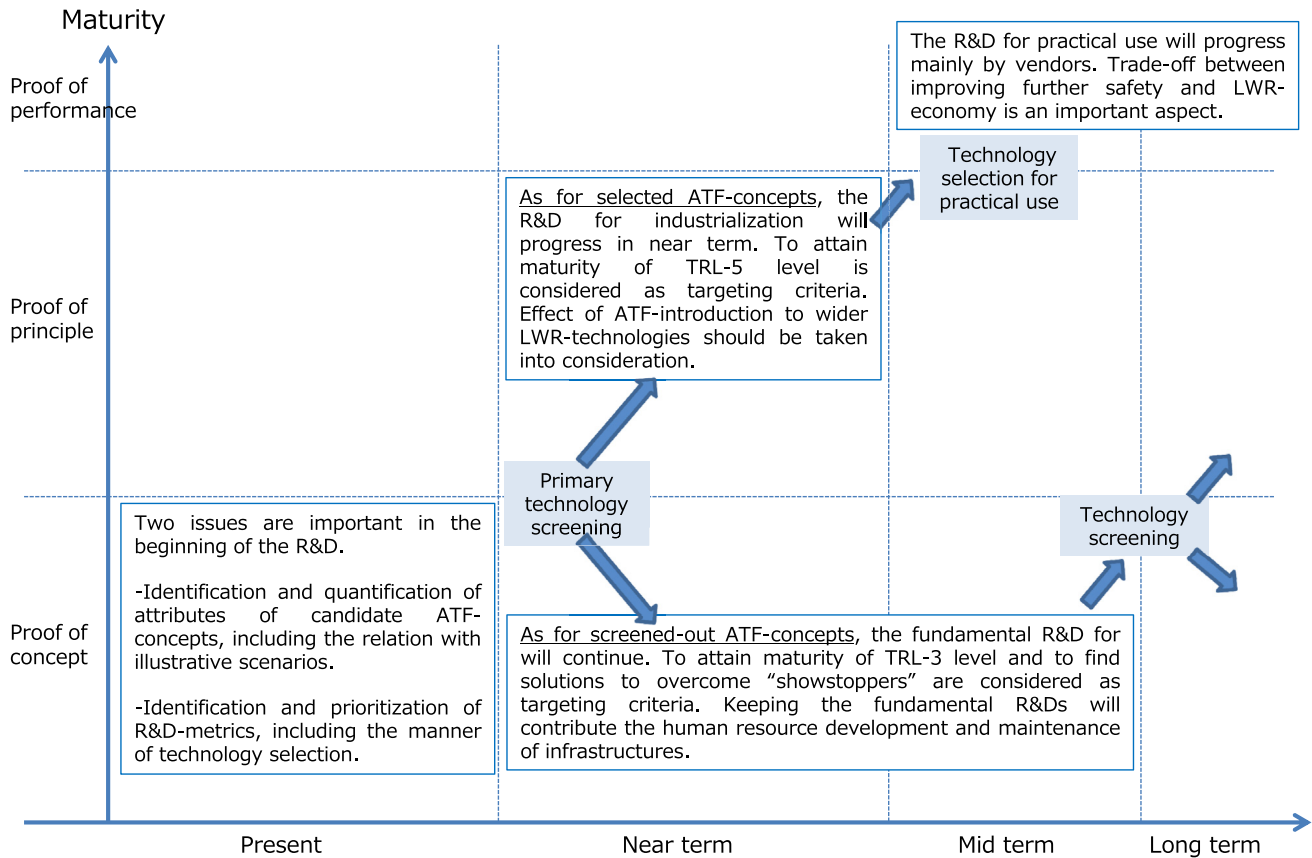 Maturity
Proof of
performance
The R&D for practical use will progress
mainly by vendors. Trade-off between
improving further safety and LWR-
economy is an important aspect.
Technology
selection for
practical use
As for selected ATF-concepts, the
R&D for industrialization will
progress in near term. To attain
maturity of TRL-5 level is
considered as targeting criteria.
Effect of ATF-introduction to wider
LWR-technologies should be taken
into consideration.
Proof of
principle
Primary
technology
screening
Technology
screening
Two issues are important in the
beginning of the R&D.
-Identification and quantification of
attributes of candidate ATF-
concepts, including the relation with
illustrative scenarios.
-Identification and prioritization of
R&D-metrics, including the manner
of technology selection.
Proof of
concept
As for screened-out ATF-concepts, the fundamental R&D for
will continue. To attain maturity of TRL-3 level and to find
solutions to overcome “showstoppers” are considered as
targeting criteria. Keeping the fundamental R&Ds will
contribute the human resource development and maintenance
of infrastructures.
Present
Near term
Mid term
Long term